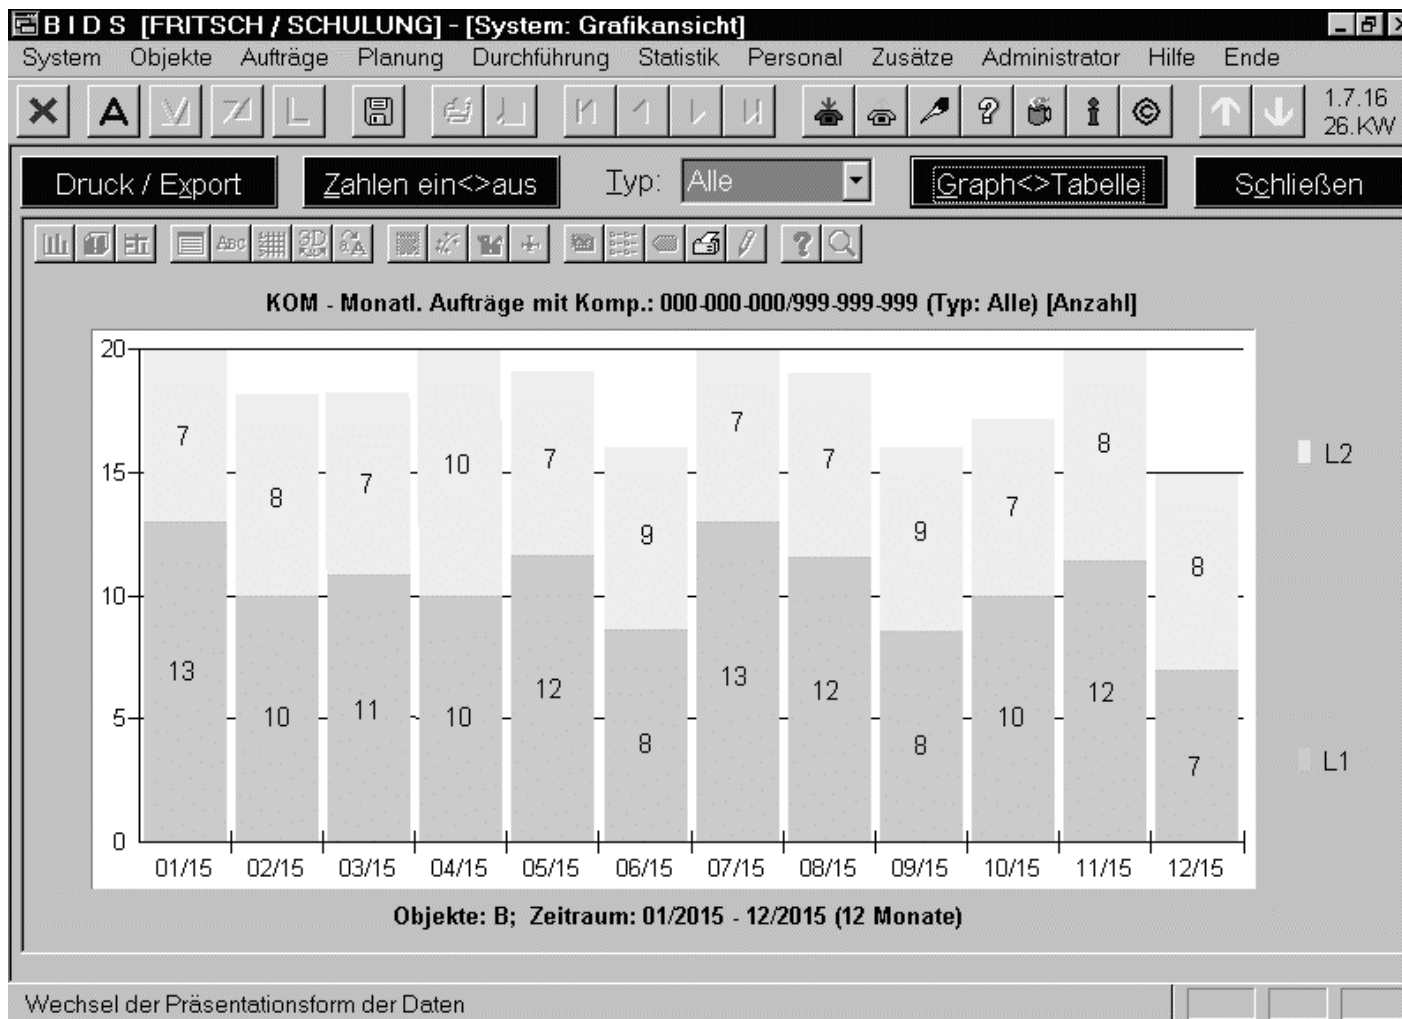 B I D S [FRITSCH / SCHULUNG] - [System: Grafikansicht]
System Objekte Aufträge Planung Durchführung Statistik Personal Zusätze Administrator Hilfe Ende
1.7.16
26.KW
Druck / Export Zahlen ein<>aus Typ: Alle Graph<>Tabelle Schließen
ABC 3D
KOM - Monatl. Aufträge mit Komp.: 000-000-000/999-999-999 (Typ: Alle) [Anzahl]
20
15
10
5
0
7 8 7 10 7 9 7 7 9 7 8 8
13 10 11 10 12 8 13 12 8 10 12 7
L2
L1
01/15 02/15 03/15 04/15 05/15 06/15 07/15 08/15 09/15 10/15 11/15 12/15
Objekte: B; Zeitraum: 01/2015 - 12/2015 (12 Monate)
Wechsel der Präsentationsform der Daten